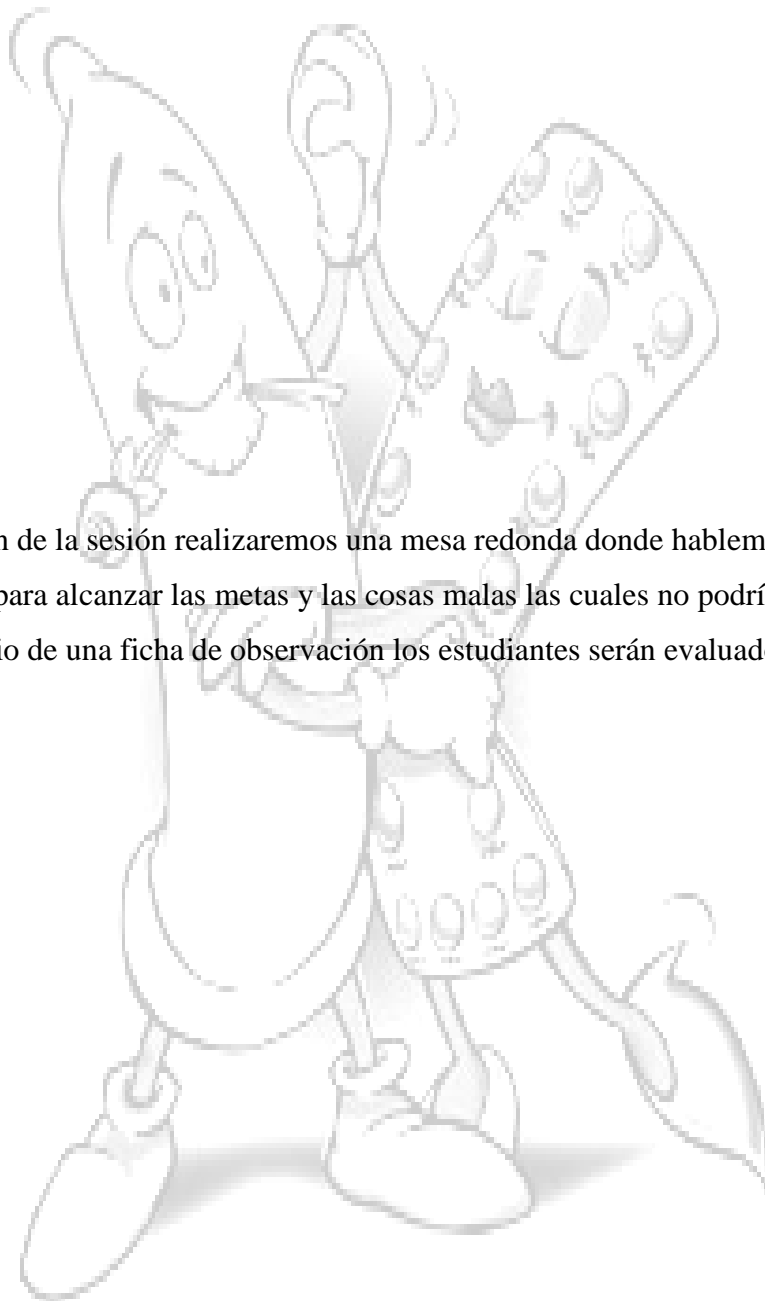 n de la sesión realizaremos una mesa redonda donde hablem
para alcanzar las metas y las cosas malas las cuales no podrí
io de una ficha de observación los estudiantes serán evaluad